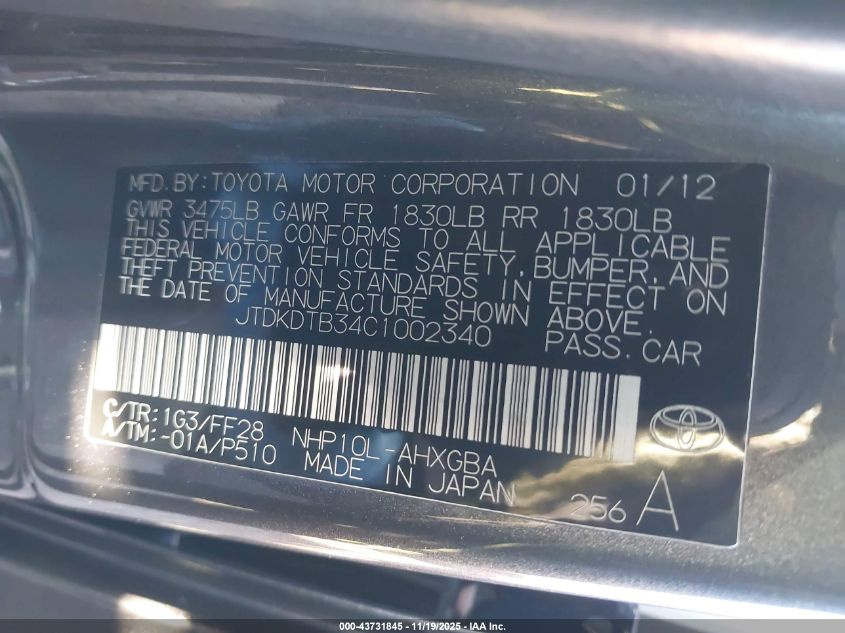 MFD. BY: TOYOTA MOTOR CORPORATION 01/12
GVWR 3475LB GAWR FR 1830LB RR 1830LB
THIS VEHICLE CONFORMS TO ALL APPLICABLE
FEDERAL MOTOR VEHICLE SAFETY, BUMPER, AND
THEFT PREVENTION STANDARDS IN EFFECT ON
THE DATE OF MANUFACTURE SHOWN ABOVE.
JTDKDTB34C1002340 PASS. CAR
C/TR: 1G3/FF28 NHP10L-AHXGBA
A/TM: -01A/P510 MADE IN JAPAN
256 A
000-43731845 - 11/19/2025 - IAA Inc.